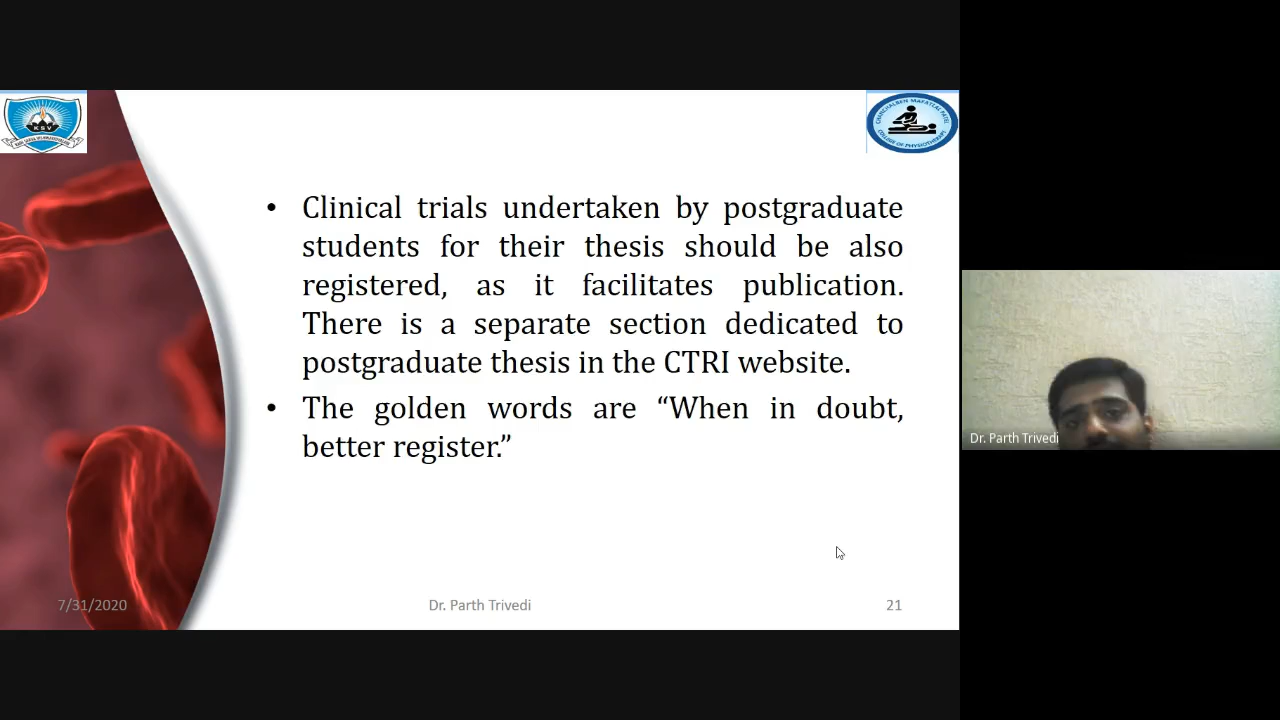 KSV
• Clinical trials undertaken by postgraduate
students for their thesis should be also
registered, as it facilitates publication.
There is a separate section dedicated to
postgraduate thesis in the CTRI website.
• The golden words are “When in doubt,
better register.”
Dr. Parth Trivedi
7/31/2020
Dr. Parth Trivedi
21